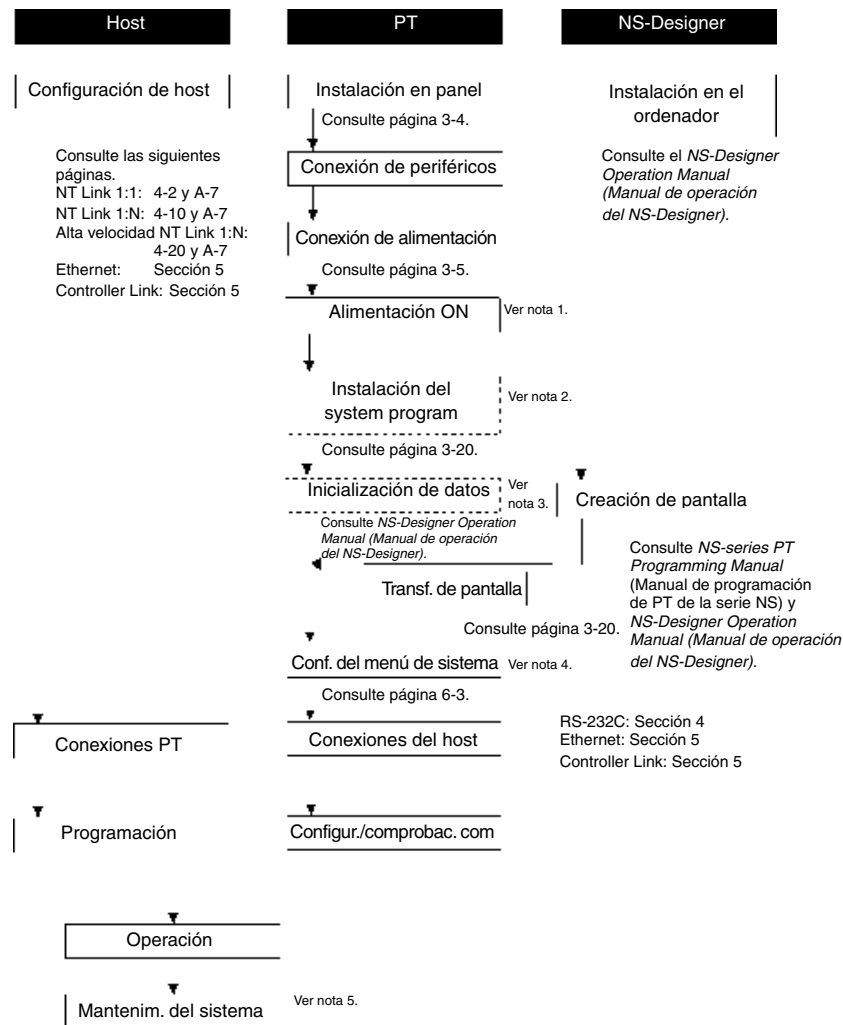 Host
PT
NS-Designer
Configuración de host
Instalación en panel
Instalación en el
ordenador
Consulte página 3-4.
Consulte las siguientes
páginas.
NT Link 1:1: 4-2 y A-7
NT Link 1:N: 4-10 y A-7
Alta velocidad NT Link 1:N:
4-20 y A-7
Ethernet: Sección 5
Controller Link: Sección 5
Conexión de periféricos
Consulte el NS-Designer
Operation Manual
(Manual de operación
del NS-Designer).
Conexión de alimentación
Consulte página 3-5.
Alimentación ON
Ver nota 1.
Instalación del
system program
Ver nota 2.
Consulte página 3-20.
Inicialización de datos
Ver
nota 3.
Creación de pantalla
Consulte NS-Designer Operation
Manual (Manual de operación
del NS-Designer).
Consulte NS-series PT
Programming Manual
(Manual de programación
de PT de la serie NS) y
NS-Designer Operation
Manual (Manual de operación
del NS-Designer).
Transf. de pantalla
Consulte página 3-20.
Conf. del menú de sistema
Ver nota 4.
Consulte página 6-3.
Conexiones PT
Conexiones del host
RS-232C: Sección 4
Ethernet: Sección 5
Controller Link: Sección 5
Programación
Configur./comprobac. com
Operación
Mantenim. del sistema
Ver nota 5.